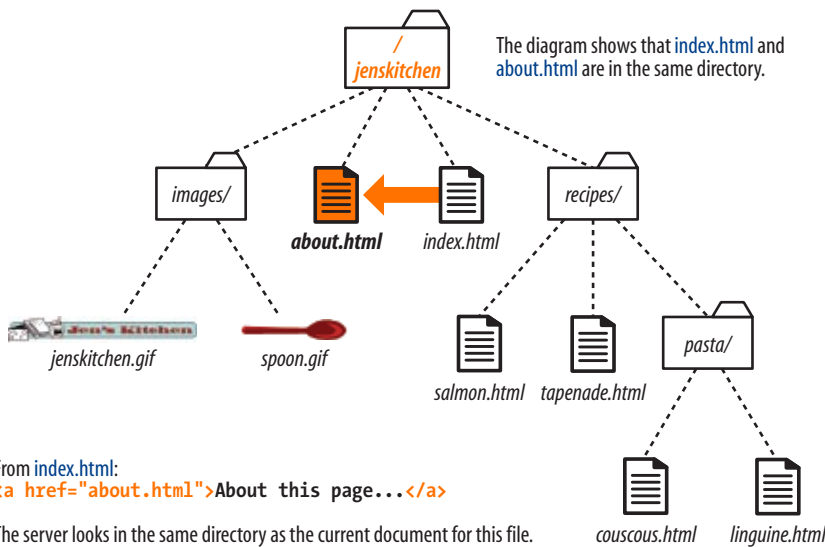 /
jenskitchen
The diagram shows that index.html and
about.html are in the same directory.
images/
recipes/
about.html
index.html
Jen's Kitchen
jenskitchen.gif
spoon.gif
pasta/
salmon.html
tapenade.html
rom index.html:
a href="about.html">About this page...</a>
he server looks in the same directory as the current document for this file.
couscous.html
linguine.html